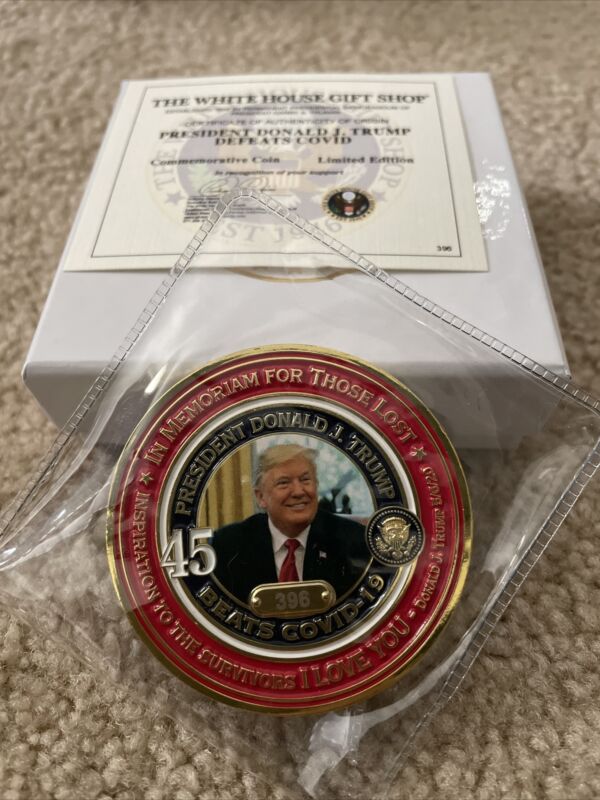 THE WHITE HOUSE GIFT SHOP
CERTIFICATE OF AUTHENTICITY OF ORIGIN
PRESIDENT DONALD J. TRUMP
DEFEATS COVID
Commemorative Coin Limited Edition
In recognition of your support
396
IN MEMORIAM FOR THOSE LOST
INSPIRATION TO THE SURVIVORS I LOVE YOU - DONALD J. TRUMP
PRESIDENT DONALD J. TRUMP
45
396
BEATS COVID-19